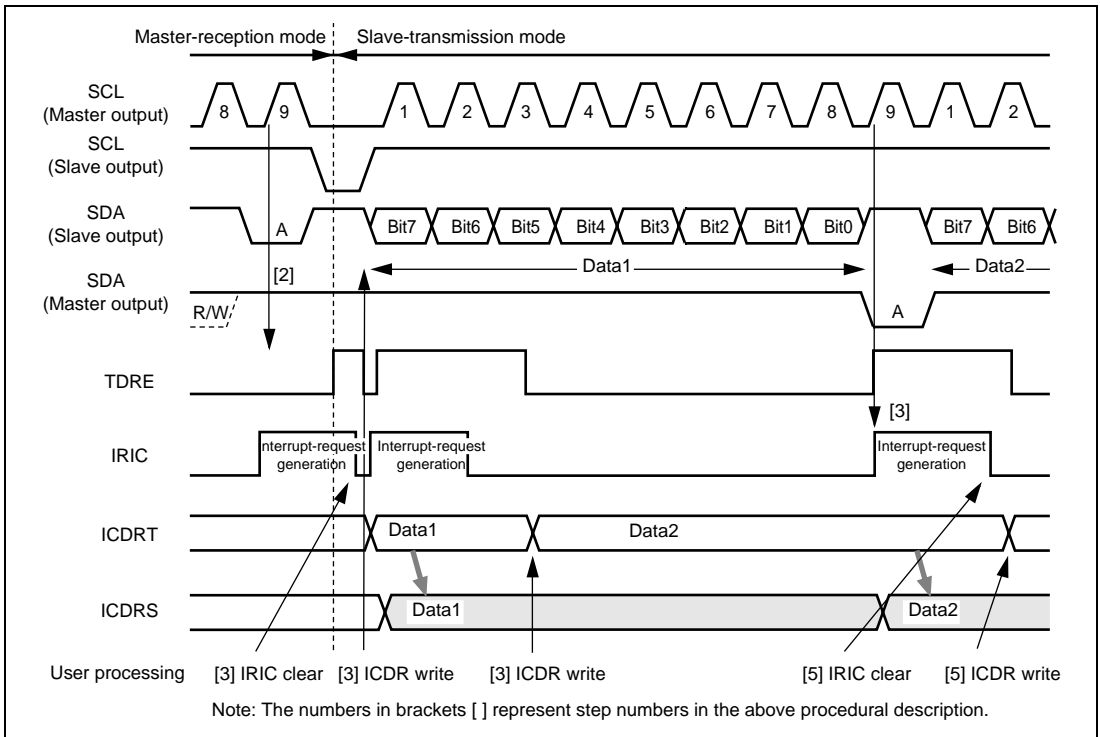 Master-reception mode Slave-transmission mode
SCL
(Master output)
8 9 1 2 3 4 5 6 7 8 9 1 2
SCL
(Slave output)
SDA
(Slave output)
A Bit7 Bit6 Bit5 Bit4 Bit3 Bit2 Bit1 Bit0 Bit7 Bit6
[2] Data1 Data2
SDA
(Master output)
R/W A
TDRE
[3]
IRIC
nterrupt-request
generation
Interrupt-request
generation
Interrupt-request
generation
ICDRT Data1 Data2
ICDRS Data1 Data2
User processing [3] IRIC clear [3] ICDR write [3] ICDR write [5] IRIC clear [5] ICDR write
Note: The numbers in brackets [ ] represent step numbers in the above procedural description.